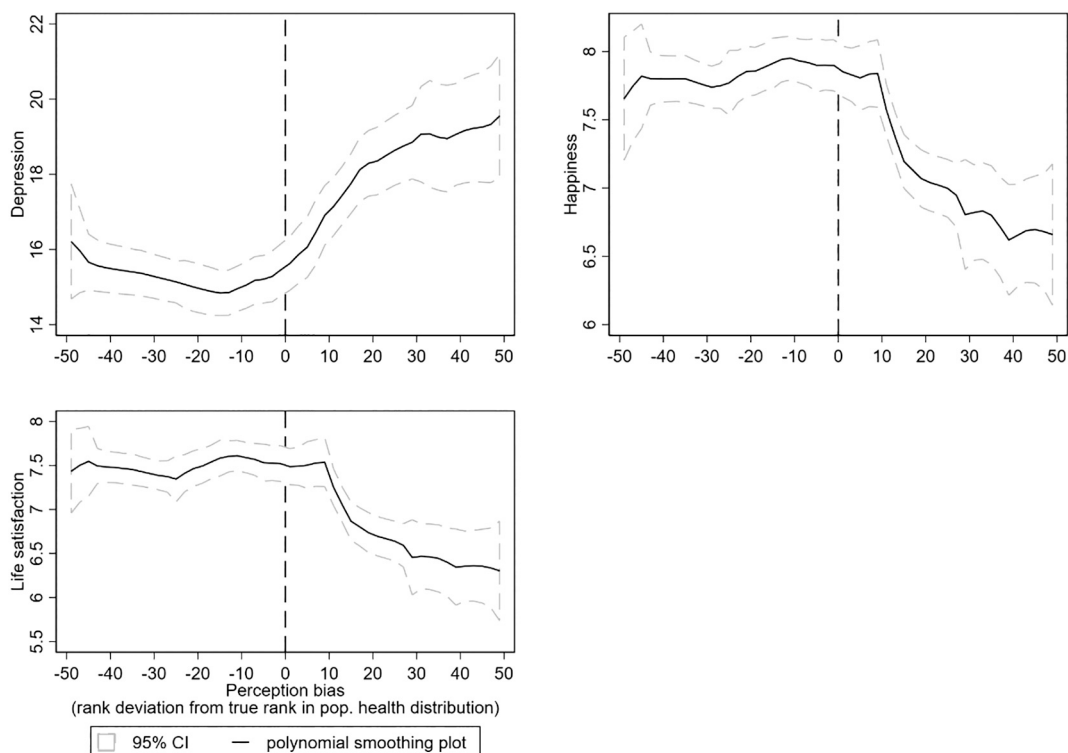 22
20
18
16
14
Depression
-50 -40 -30 -20 -10 0 10 20 30 40 50
8
7.5
7
6.5
6
Happiness
-50 -40 -30 -20 -10 0 10 20 30 40 50
8
7.5
7
6.5
6
5.5
Life satisfaction
-50 -40 -30 -20 -10 0 10 20 30 40 50
Perception bias
(rank deviation from true rank in pop. health distribution)
95% CI polynomial smoothing plot